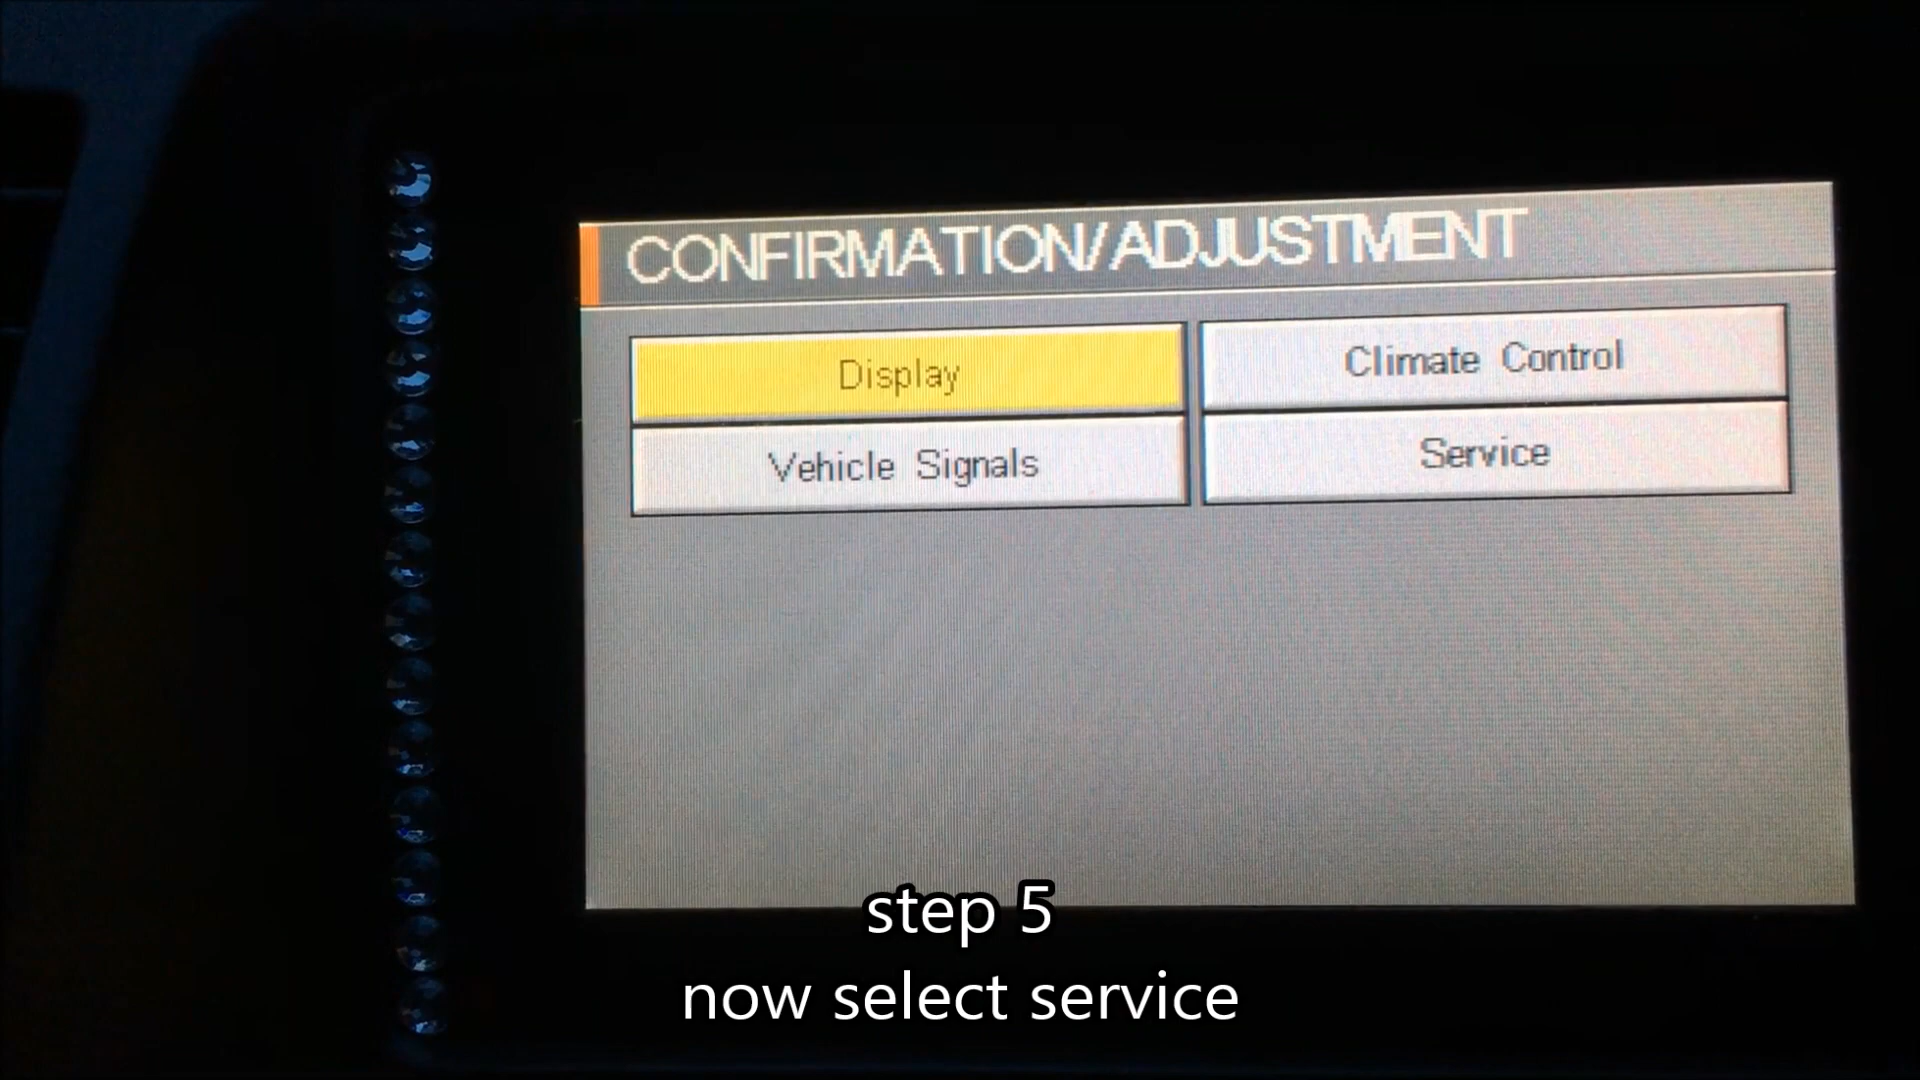 CONFIRMATION/ADJUSTMENT
Display
Climate Control
Vehicle Signals
Service
step 5
now select service